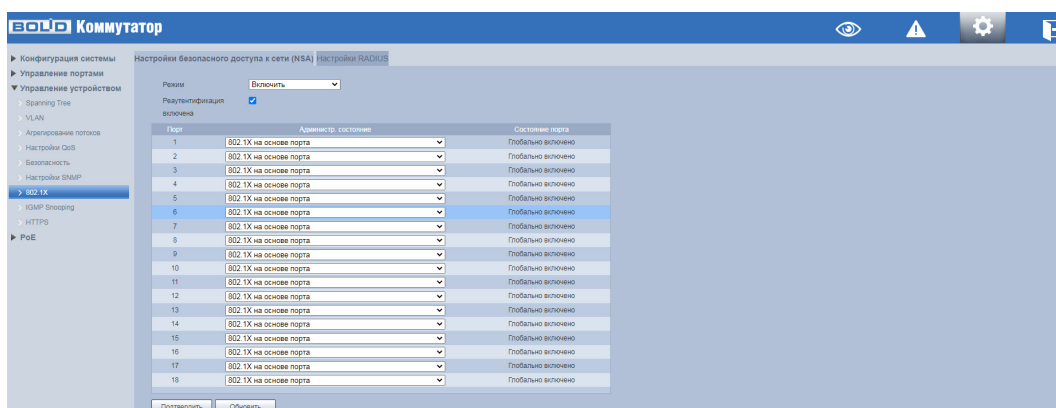 BOLID Коммутатор
Конфигурация системы
Управление портами
Управление устройством
Spanning Tree
VLAN
Агрегирование потоков
Настройки QoS
Безопасность
Настройки SNMP
802.1X
IGMP Snooping
HTTPS
PoE
Настройки безопасного доступа к сети (NSA) Настройки RADIUS
Режим Включить
Реаутентификация
включена
Порт Администр. состояние Состояние порта
1 802.1X на основе порта Глобально включено
2 802.1X на основе порта Глобально включено
3 802.1X на основе порта Глобально включено
4 802.1X на основе порта Глобально включено
5 802.1X на основе порта Глобально включено
6 802.1X на основе порта Глобально включено
7 802.1X на основе порта Глобально включено
8 802.1X на основе порта Глобально включено
9 802.1X на основе порта Глобально включено
10 802.1X на основе порта Глобально включено
11 802.1X на основе порта Глобально включено
12 802.1X на основе порта Глобально включено
13 802.1X на основе порта Глобально включено
14 802.1X на основе порта Глобально включено
15 802.1X на основе порта Глобально включено
16 802.1X на основе порта Глобально включено
17 802.1X на основе порта Глобально включено
18 802.1X на основе порта Глобально включено
Подтвердить Обновить